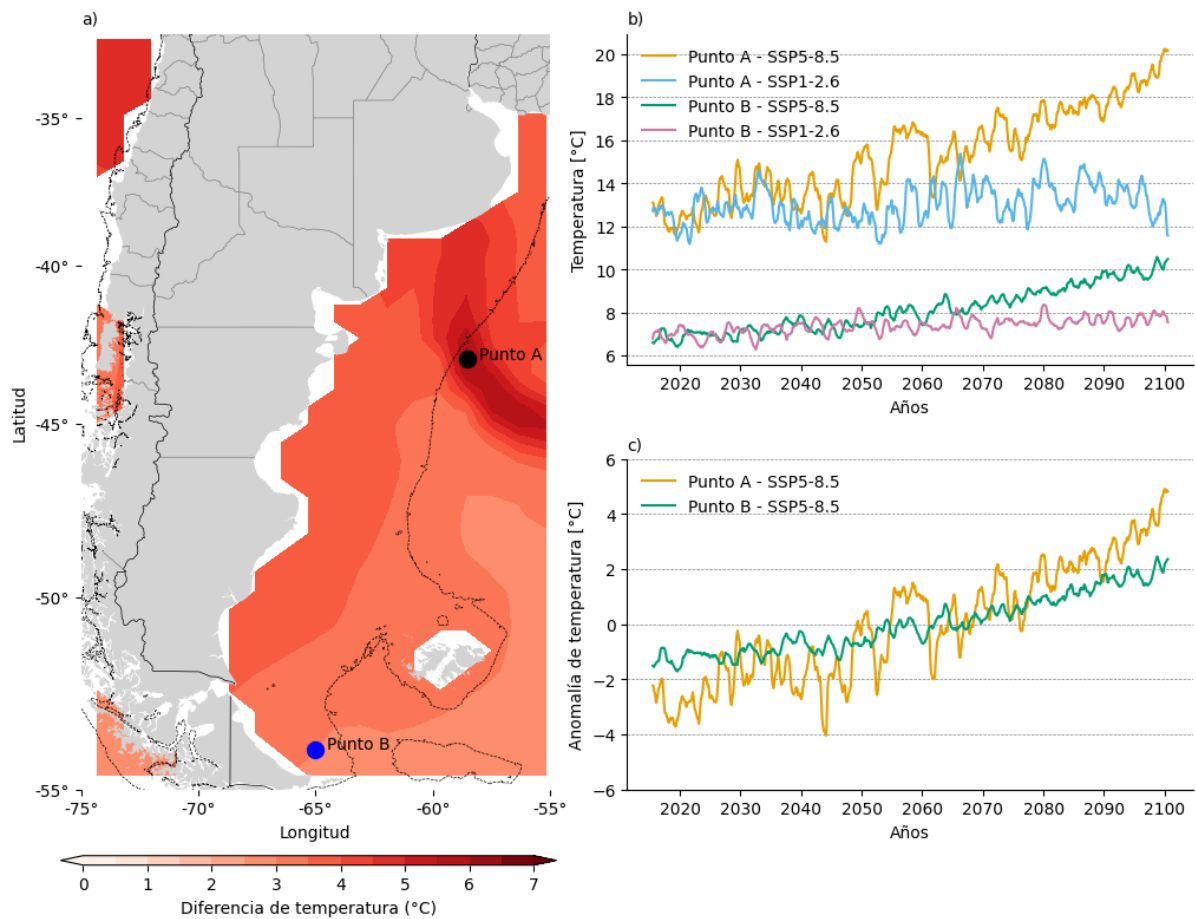 a)
-35°
-40°
-45°
-50°
-55°
Latitud
-75
-70
-65
-60
-55
Longitud
Punto A
Punto B
0 1 2 3 4 5 6 7
Diferencia de temperatura (°C)
b)
Punto A - SSP5-8.5
Punto A - SSP1-2.6
Punto B - SSP5-8.5
Punto B - SSP1-2.6
20
18
16
14
12
10
8
6
Temperatura [°C]
2020 2030 2040 2050 2060 2070 2080 2090 2100
Años
c)
Punto A - SSP5-8.5
Punto B - SSP5-8.5
6
4
2
0
−2
−4
−6
Anomalía de temperatura [°C]
2020 2030 2040 2050 2060 2070 2080 2090 2100
Años